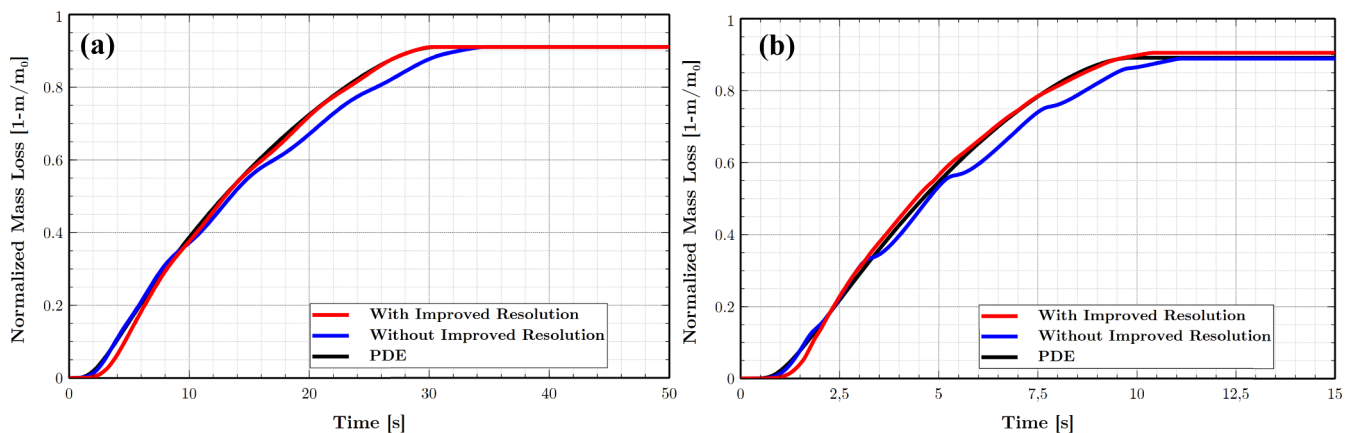 (a)
Normalized Mass Loss [1-m/m₀]
1
0.8
0.6
0.4
0.2
0
0
10
20
30
40
50
Time [s]
With Improved Resolution
Without Improved Resolution
PDE
(b)
Normalized Mass Loss [1-m/m₀]
1
0.8
0.6
0.4
0.2
0
0
2,5
5
7,5
10
12,5
15
Time [s]
With Improved Resolution
Without Improved Resolution
PDE